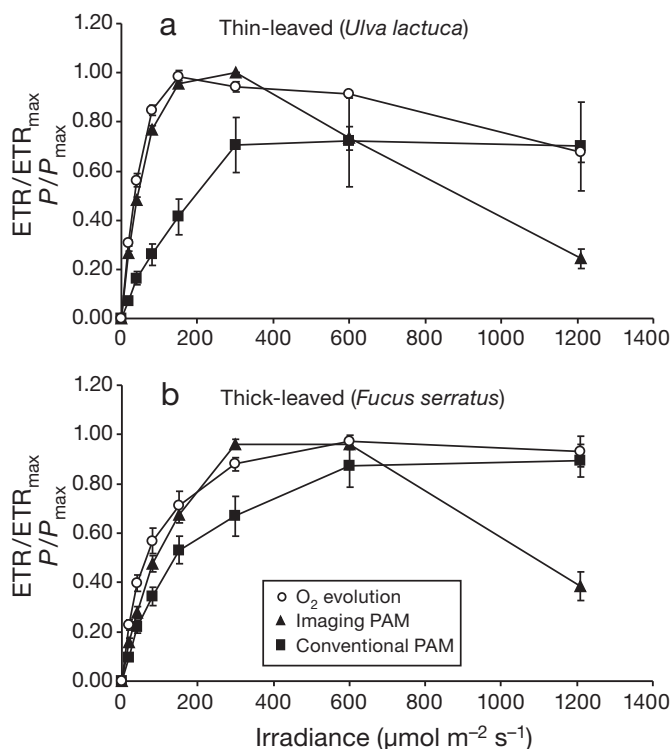 a Thin-leaved (Ulva lactuca)
1.20
1.00
0.80
0.60
0.40
0.20
0.00
ETR/ETRmax
P/Pmax
0 200 400 600 800 1000 1200 1400
b Thick-leaved (Fucus serratus)
1.20
1.00
0.80
0.60
0.40
0.20
0.00
ETR/ETRmax
P/Pmax
O2 evolution
Imaging PAM
Conventional PAM
0 200 400 600 800 1000 1200 1400
Irradiance (µmol m–2 s–1)